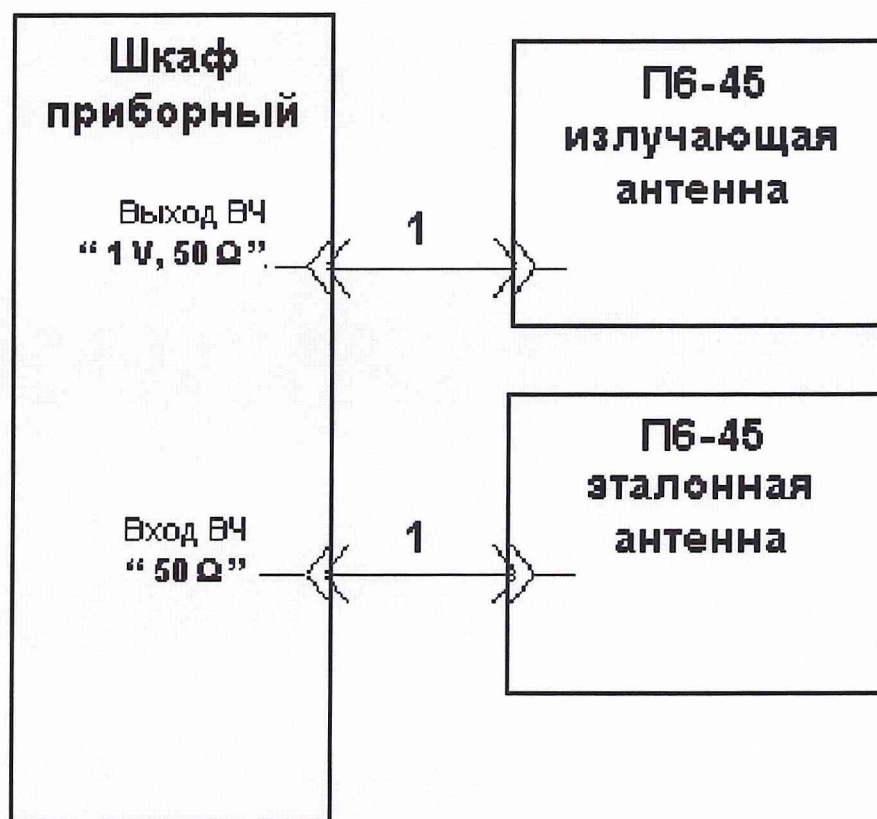 Шкаф
приборный
Выход ВЧ
“ 1 V, 50 Ω”.
1
П6-45
излучающая
антенна
Вход ВЧ
“ 50 Ω”
1
П6-45
эталонная
антенна